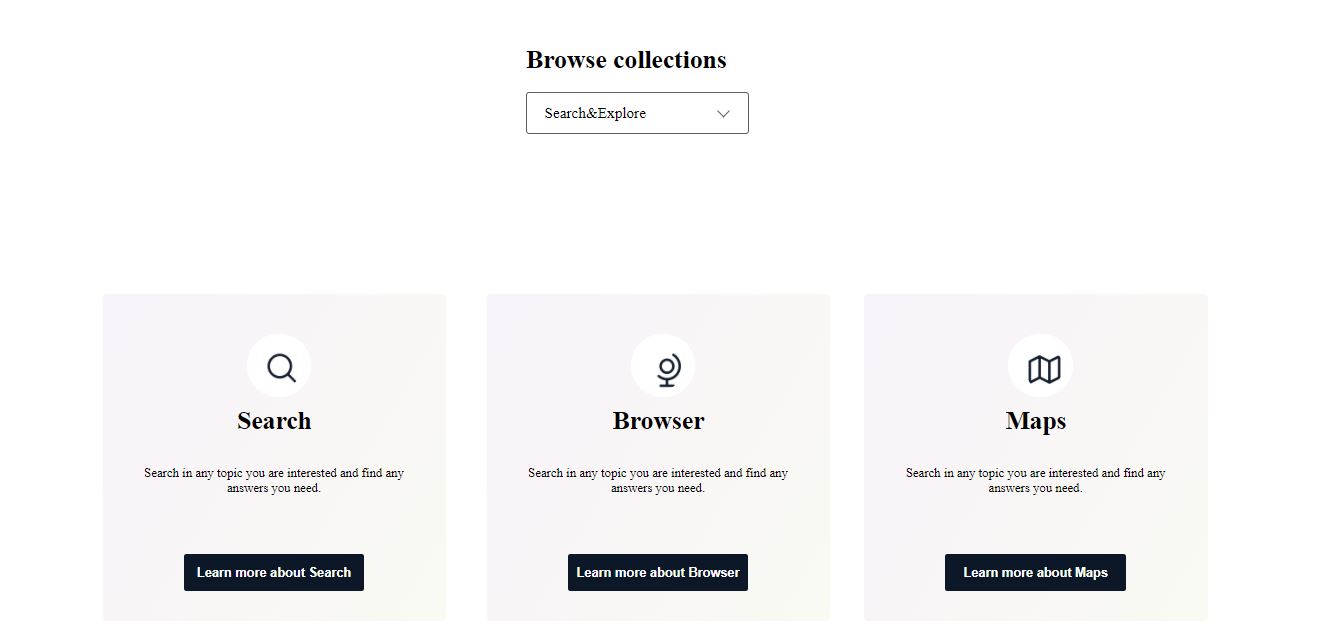 Browse collections
Search&Explore
Search
Search in any topic you are interested and find any
answers you need.
Learn more about Search
Browser
Search in any topic you are interested and find any
answers you need.
Learn more about Browser
Maps
Search in any topic you are interested and find any
answers you need.
Learn more about Maps